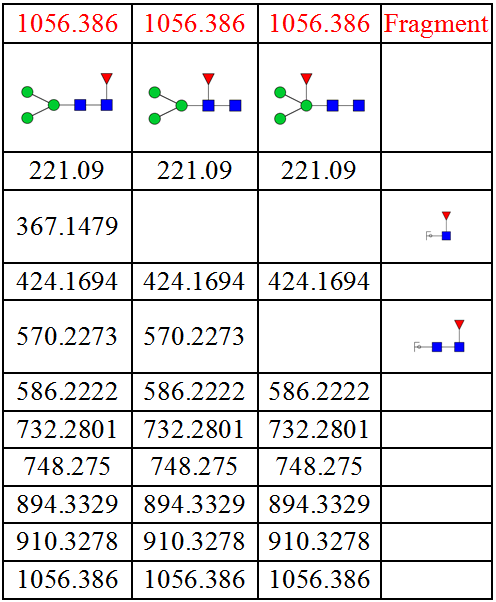 1056.386 1056.386 1056.386 Fragment
221.09 221.09 221.09
367.1479
424.1694 424.1694 424.1694
570.2273 570.2273
586.2222 586.2222 586.2222
732.2801 732.2801 732.2801
748.275 748.275 748.275
894.3329 894.3329 894.3329
910.3278 910.3278 910.3278
1056.386 1056.386 1056.386